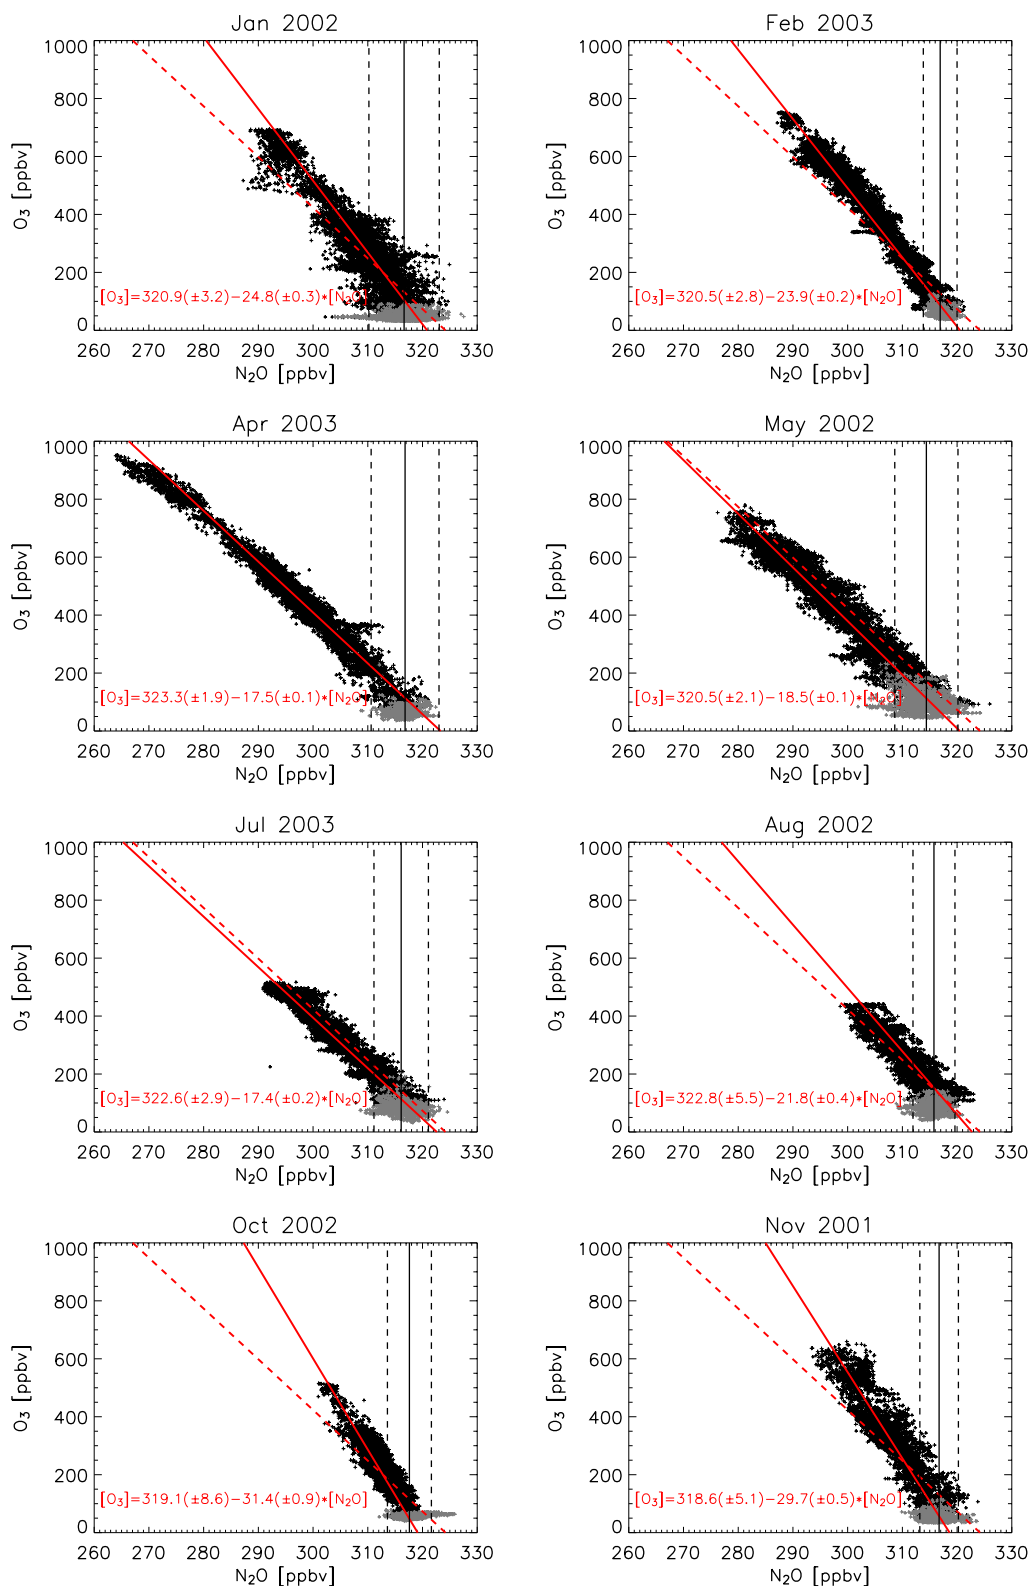 Jan 2002
1000
800
600
400
200
0
O₃ [ppbv]
[O₃]=320.9(±3.2)−24.8(±0.3)*[N₂O]
260 270 280 290 300 310 320 330
N₂O [ppbv]
Feb 2003
1000
800
600
400
200
0
O₃ [ppbv]
[O₃]=320.5(±2.8)−23.9(±0.2)*[N₂O]
260 270 280 290 300 310 320 330
N₂O [ppbv]
Apr 2003
1000
800
600
400
200
0
O₃ [ppbv]
[O₃]=323.3(±1.9)−17.5(±0.1)*[N₂O]
260 270 280 290 300 310 320 330
N₂O [ppbv]
May 2002
1000
800
600
400
200
0
O₃ [ppbv]
[O₃]=320.5(±2.1)−18.5(±0.1)*[N₂O]
260 270 280 290 300 310 320 330
N₂O [ppbv]
Jul 2003
1000
800
600
400
200
0
O₃ [ppbv]
[O₃]=322.6(±2.9)−17.4(±0.2)*[N₂O]
260 270 280 290 300 310 320 330
N₂O [ppbv]
Aug 2002
1000
800
600
400
200
0
O₃ [ppbv]
[O₃]=322.8(±5.5)−21.8(±0.4)*[N₂O]
260 270 280 290 300 310 320 330
N₂O [ppbv]
Oct 2002
1000
800
600
400
200
0
O₃ [ppbv]
[O₃]=319.1(±8.6)−31.4(±0.9)*[N₂O]
260 270 280 290 300 310 320 330
N₂O [ppbv]
Nov 2001
1000
800
600
400
200
0
O₃ [ppbv]
[O₃]=318.6(±5.1)−29.7(±0.5)*[N₂O]
260 270 280 290 300 310 320 330
N₂O [ppbv]